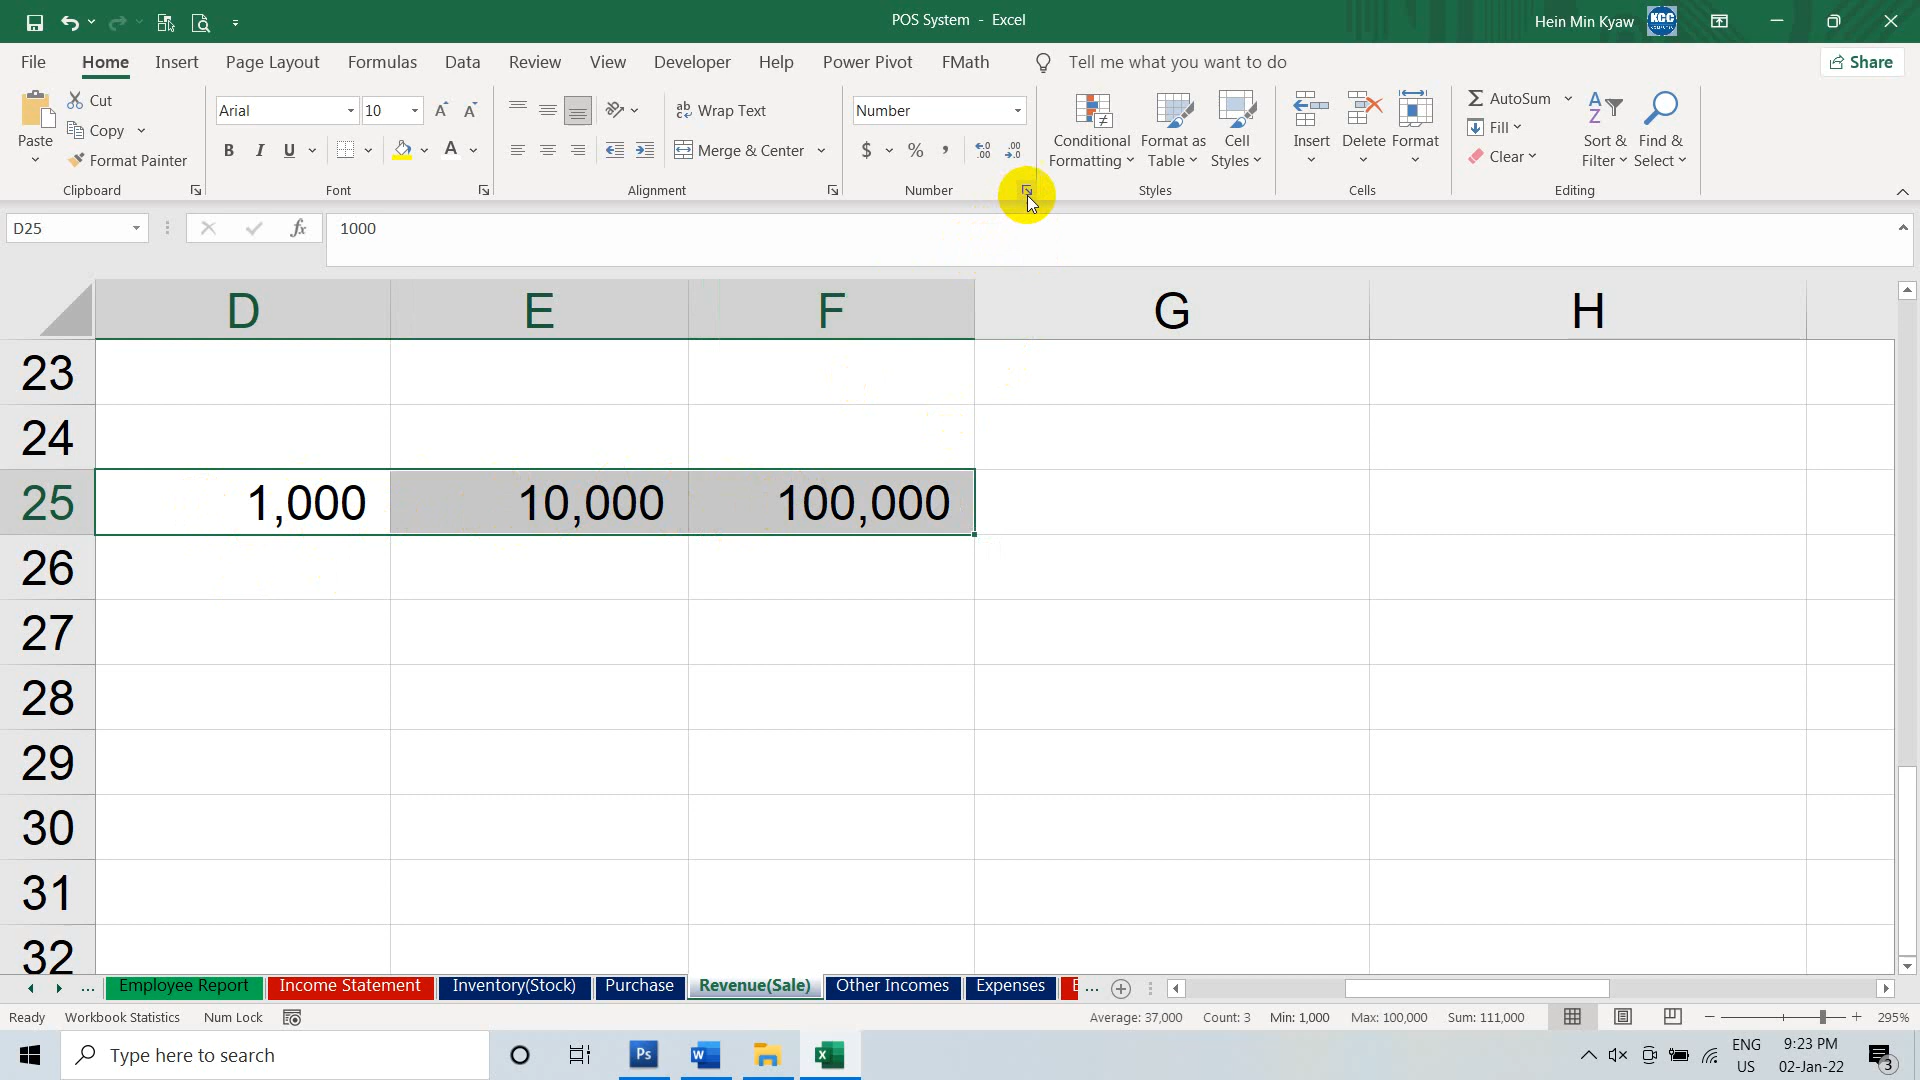 POS System - Excel
Hein Min Kyaw
KCC
File Home Insert Page Layout Formulas Data Review View Developer Help Power Pivot FMath Tell me what you want to do Share
Paste
Cut
Copy
Format Painter
Clipboard
Arial 10
B I U A
Font
Wrap Text
Merge & Center
Alignment
Number
$ % ,
Number
Conditional Formatting
Format as Table
Cell Styles
Styles
Insert Delete Format
Cells
AutoSum
Fill
Clear
Sort & Filter
Find & Select
Editing
D25 fx 1000
D E F G H
23
24
25 1,000 10,000 100,000
26
27
28
29
30
31
32
... Employee Report Income Statement Inventory(Stock) Purchase Revenue(Sale) Other Incomes Expenses ...
Ready Workbook Statistics Num Lock Average: 37,000 Count: 3 Min: 1,000 Max: 100,000 Sum: 111,000 295%
Type here to search Ps W X ENG US 9:23 PM 02-Jan-22 3